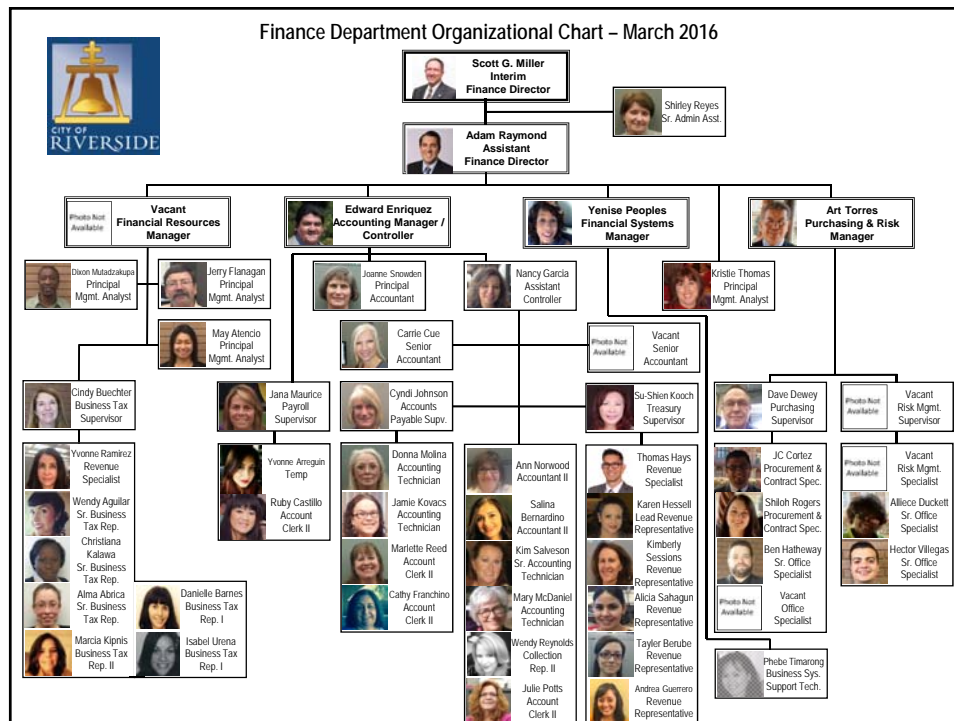 Finance Department Organizational Chart – March 2016
CITY OF
RIVERSIDE
Scott G. Miller
Interim
Finance Director
Shirley Reyes
Sr. Admin Asst.
Adam Raymond
Assistant
Finance Director
Photo Not
Available
Vacant
Financial Resources
Manager
Edward Enriquez
Accounting Manager /
Controller
Yenise Peoples
Financial Systems
Manager
Art Torres
Purchasing & Risk
Manager
Dixon Mutadzakupa
Principal
Mgmt. Analyst
Jerry Flanagan
Principal
Mgmt. Analyst
Joanne Snowden
Principal
Accountant
Nancy Garcia
Assistant
Controller
Kristie Thomas
Principal
Mgmt. Analyst
May Atencio
Principal
Mgmt. Analyst
Carrie Cue
Senior
Accountant
Photo Not
Available
Vacant
Senior
Accountant
Cindy Buechter
Business Tax
Supervisor
Jana Maurice
Payroll
Supervisor
Cyndi Johnson
Accounts
Payable Supv.
Su-Shien Kooch
Treasury
Supervisor
Dave Dewey
Purchasing
Supervisor
Photo Not
Available
Vacant
Risk Mgmt.
Supervisor
Yvonne Ramirez
Revenue
Specialist
Wendy Aguilar
Sr. Business
Tax Rep.
Christiana
Kalawa
Sr. Business
Tax Rep.
Alma Abrica
Sr. Business
Tax Rep.
Marcia Kipnis
Business Tax
Rep. II
Danielle Barnes
Business Tax
Rep. I
Isabel Urena
Business Tax
Rep. I
Yvonne Arreguin
Temp
Ruby Castillo
Account
Clerk II
Donna Molina
Accounting
Technician
Jamie Kovacs
Accounting
Technician
Marlette Reed
Account
Clerk II
Cathy Franchino
Account
Clerk II
Ann Norwood
Accountant II
Salina
Bernardino
Accountant II
Kim Salveson
Sr. Accounting
Technician
Mary McDaniel
Accounting
Technician
Wendy Reynolds
Collection
Rep. II
Julie Potts
Account
Clerk II
Thomas Hays
Revenue
Specialist
Karen Hessell
Lead Revenue
Representative
Kimberly
Sessions
Revenue
Representative
Alicia Sahagun
Revenue
Representative
Tayler Berube
Revenue
Representative
Andrea Guerrero
Revenue
Representative
JC Cortez
Procurement &
Contract Spec.
Shiloh Rogers
Procurement &
Contract Spec.
Ben Hatheway
Sr. Office
Specialist
Photo Not
Available
Vacant
Office
Specialist
Photo Not
Available
Vacant
Risk Mgmt.
Specialist
Alliece Duckett
Sr. Office
Specialist
Hector Villegas
Sr. Office
Specialist
Phebe Timarong
Business Sys.
Support Tech.